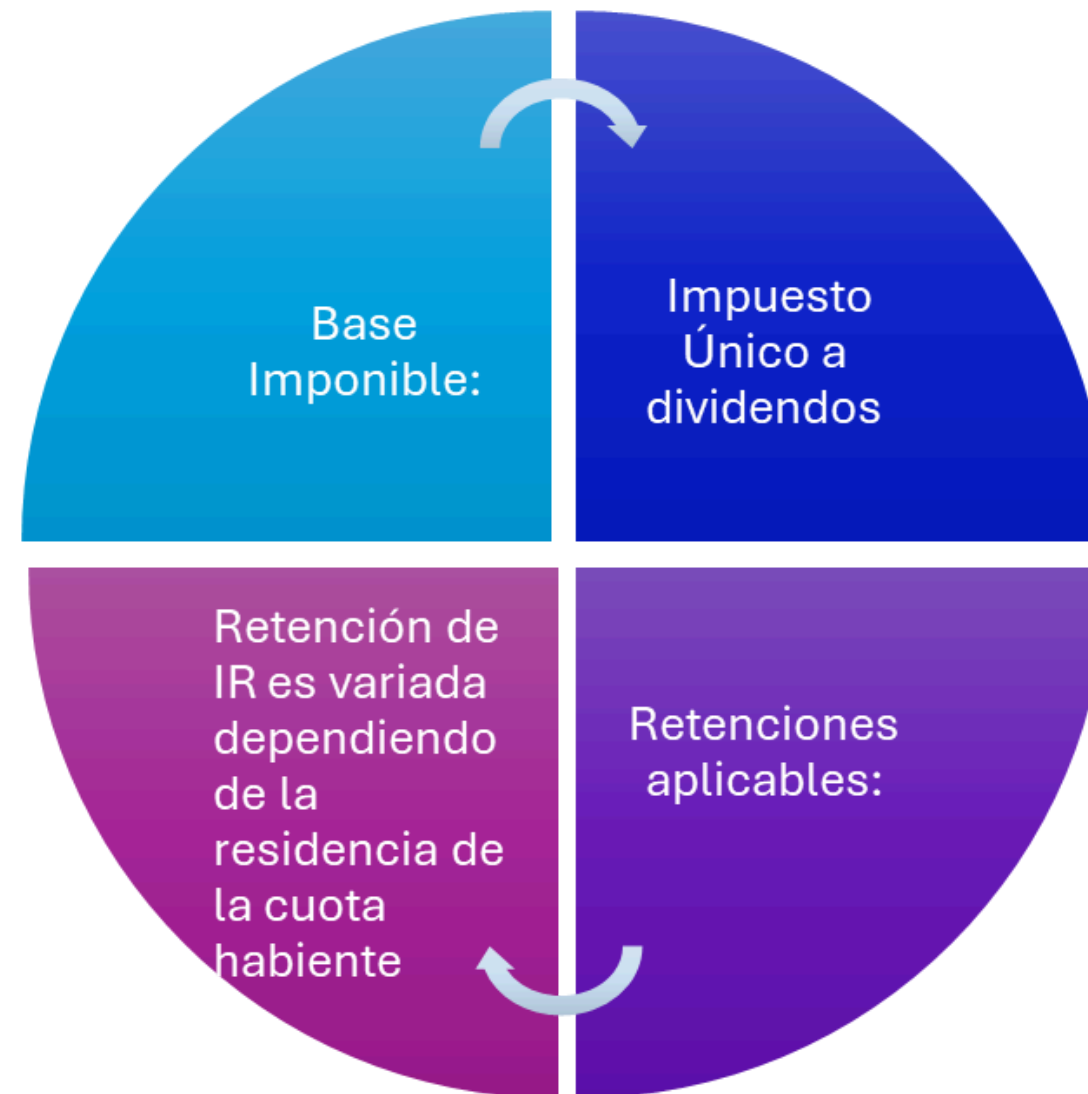 Base
Imponible:
Impuesto
Único a
dividendos
Retención de
IR es variada
dependiendo
de la
residencia de
la cuota
habiente
Retenciones
aplicables: